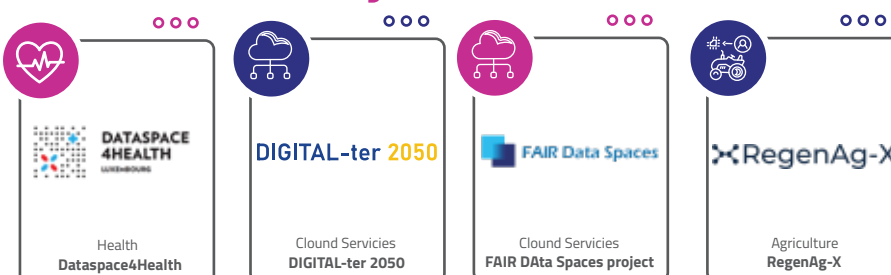 DATASPACE
4HEALTH
LUXEMBOURG
Health
Dataspace4Health
DIGITAL-ter 2050
Clound Servicies
DIGITAL-ter 2050
FAIR Data Spaces
Clound Servicies
FAIR DAta Spaces project
RegenAg-X
Agriculture
RegenAg-X